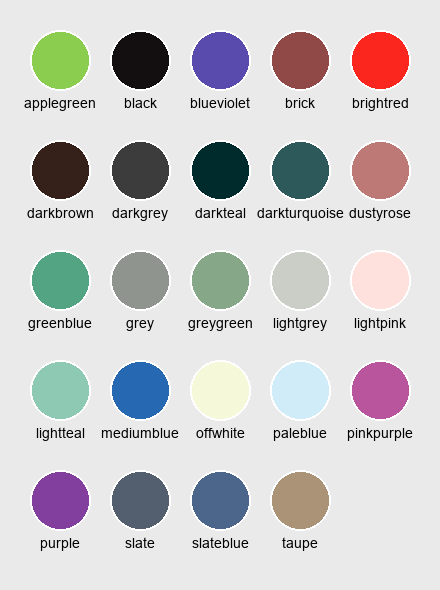 applegreen black blueviolet brick brightred
darkbrown darkgrey darkteal darkturquoise dustyrose
greenblue grey greygreen lightgrey lightpink
lightteal mediumblue offwhite paleblue pinkpurple
purple slate slateblue taupe